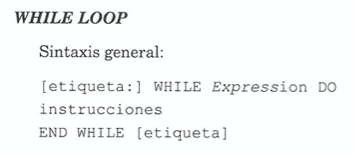 WHILE LOOP
Sintaxis general:
[etiqueta:] WHILE Expression DO
instrucciones
END WHILE [etiqueta]